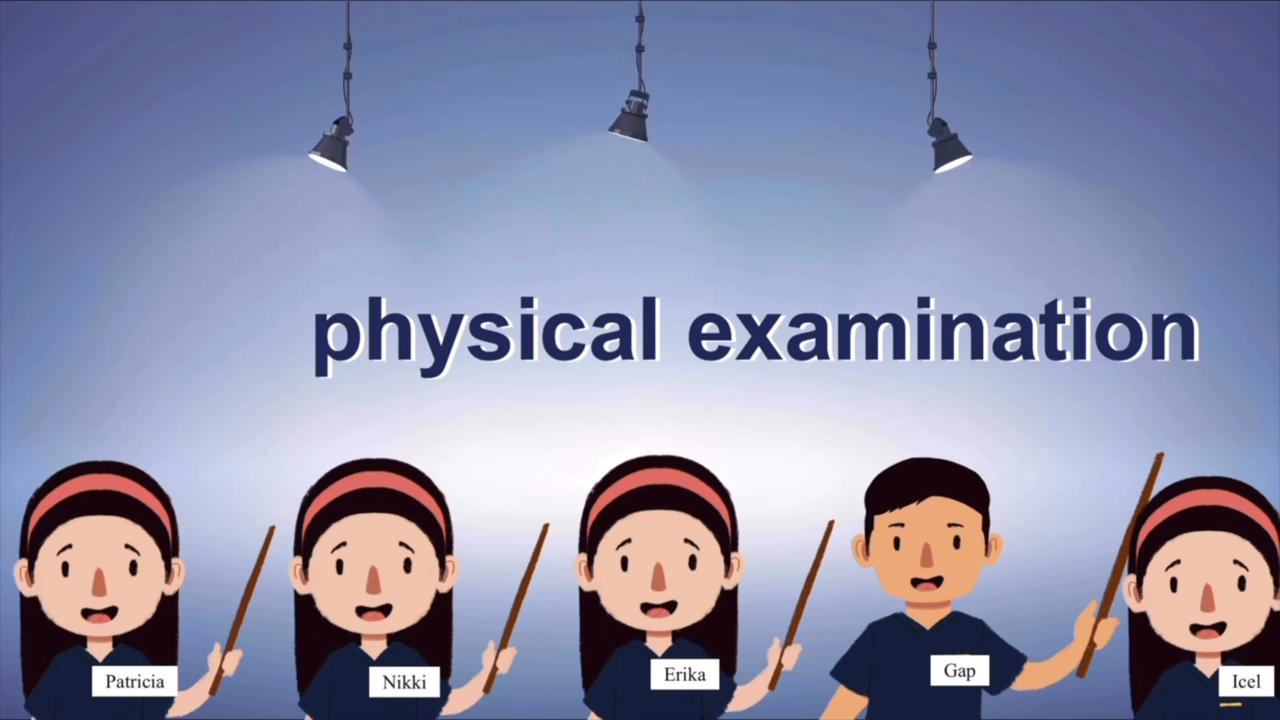 physical examination
Patricia
Nikki
Erika
Gap
Icel